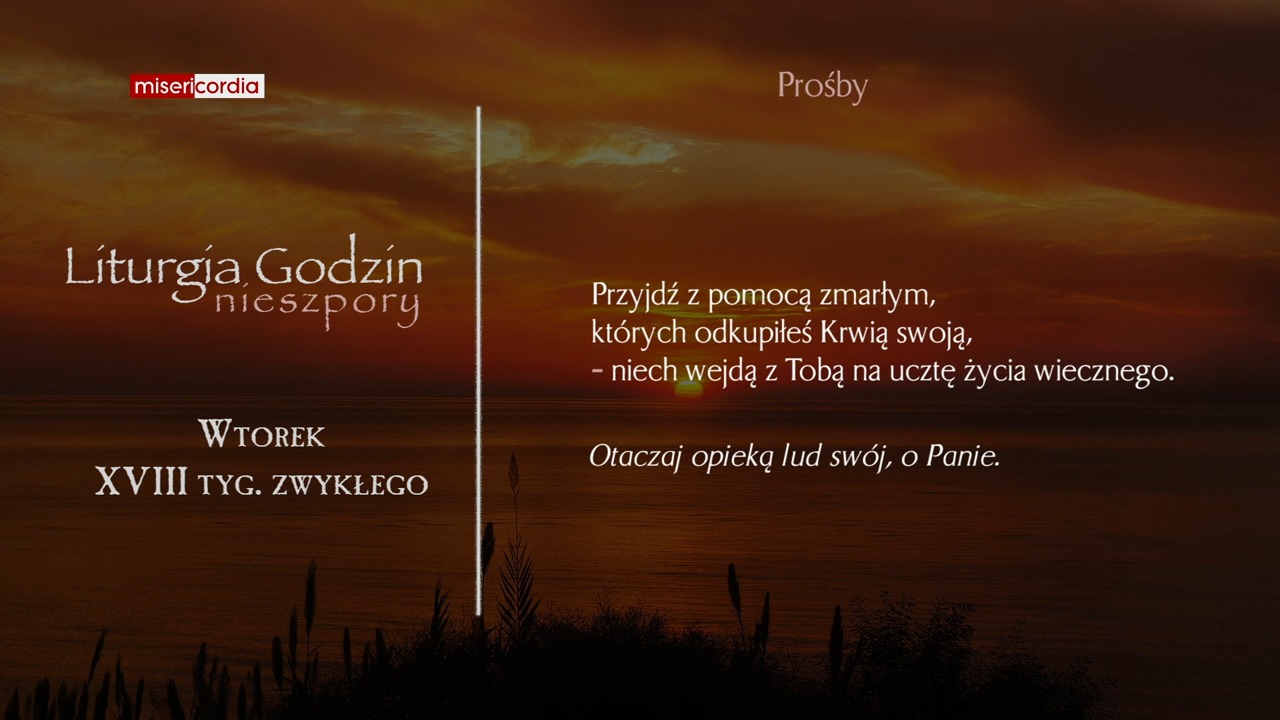 misericordia
Liturgia Godzin
nieszpory
Wtorek
XVIII tyg. zwykłego
Prośby
Przyjdź z pomocą zmarłym,
których odkupiłeś Krwią swoją,
- niech wejdą z Tobą na ucztę życia wiecznego.
Otaczaj opieką lud swój, o Panie.